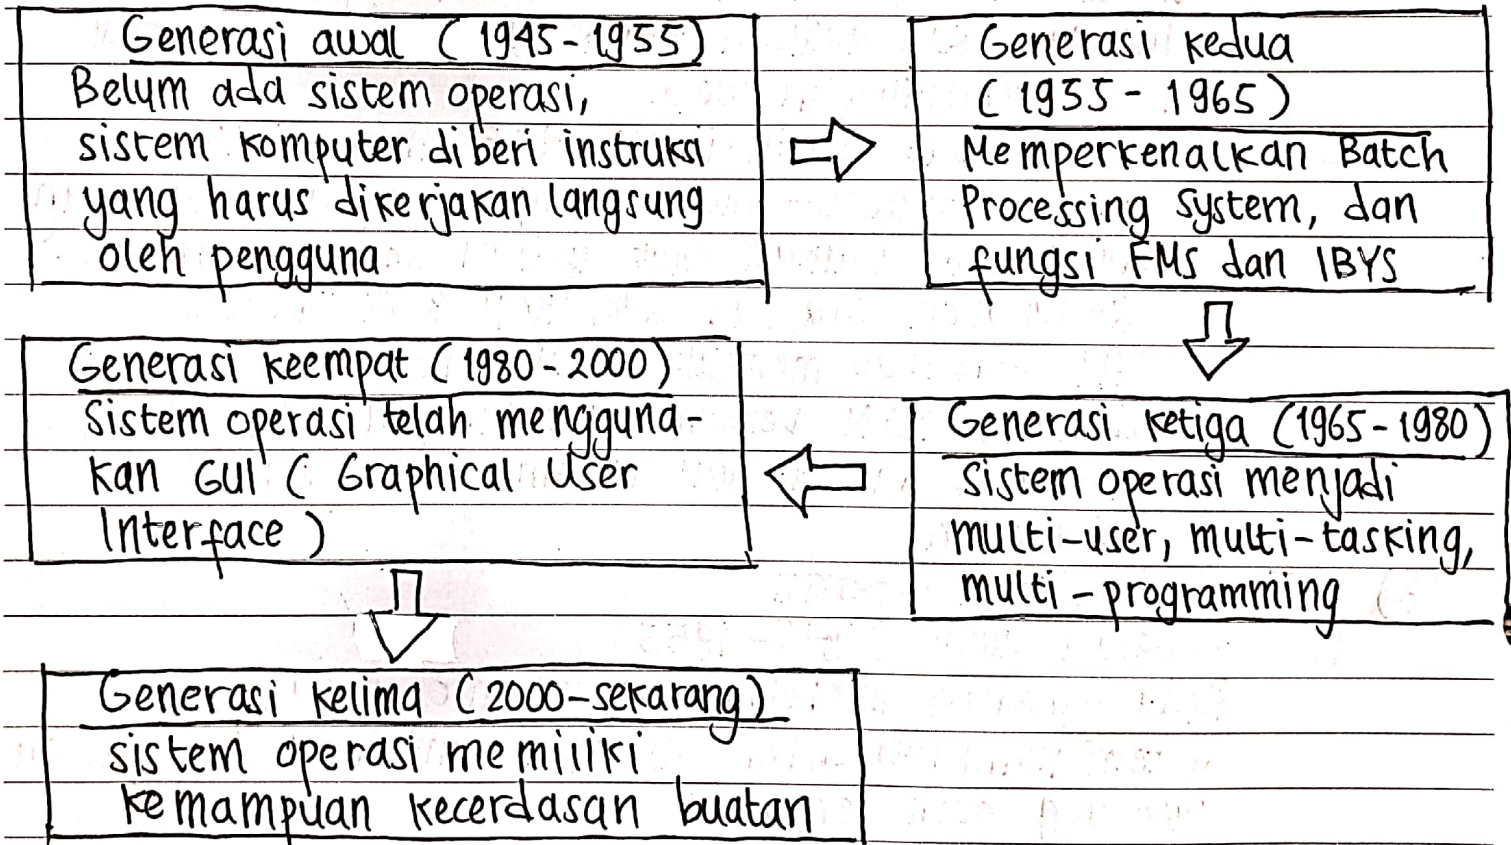 Generasi awal (1945-1955)
Belum ada sistem operasi,
sistem komputer diberi instruksi
yang harus dikerjakan langsung
oleh pengguna
Generasi kedua
(1955 - 1965)
Memperkenalkan Batch
Processing System, dan
fungsi FMS dan IBYS
Generasi ketiga (1965-1980)
Sistem operasi menjadi
multi-user, multi-tasking,
multi-programming
Generasi keempat (1980-2000)
Sistem operasi telah mengguna-
kan GUI (Graphical User
Interface)
Generasi kelima (2000-sekarang)
sistem operasi memiliki
kemampuan kecerdasan buatan